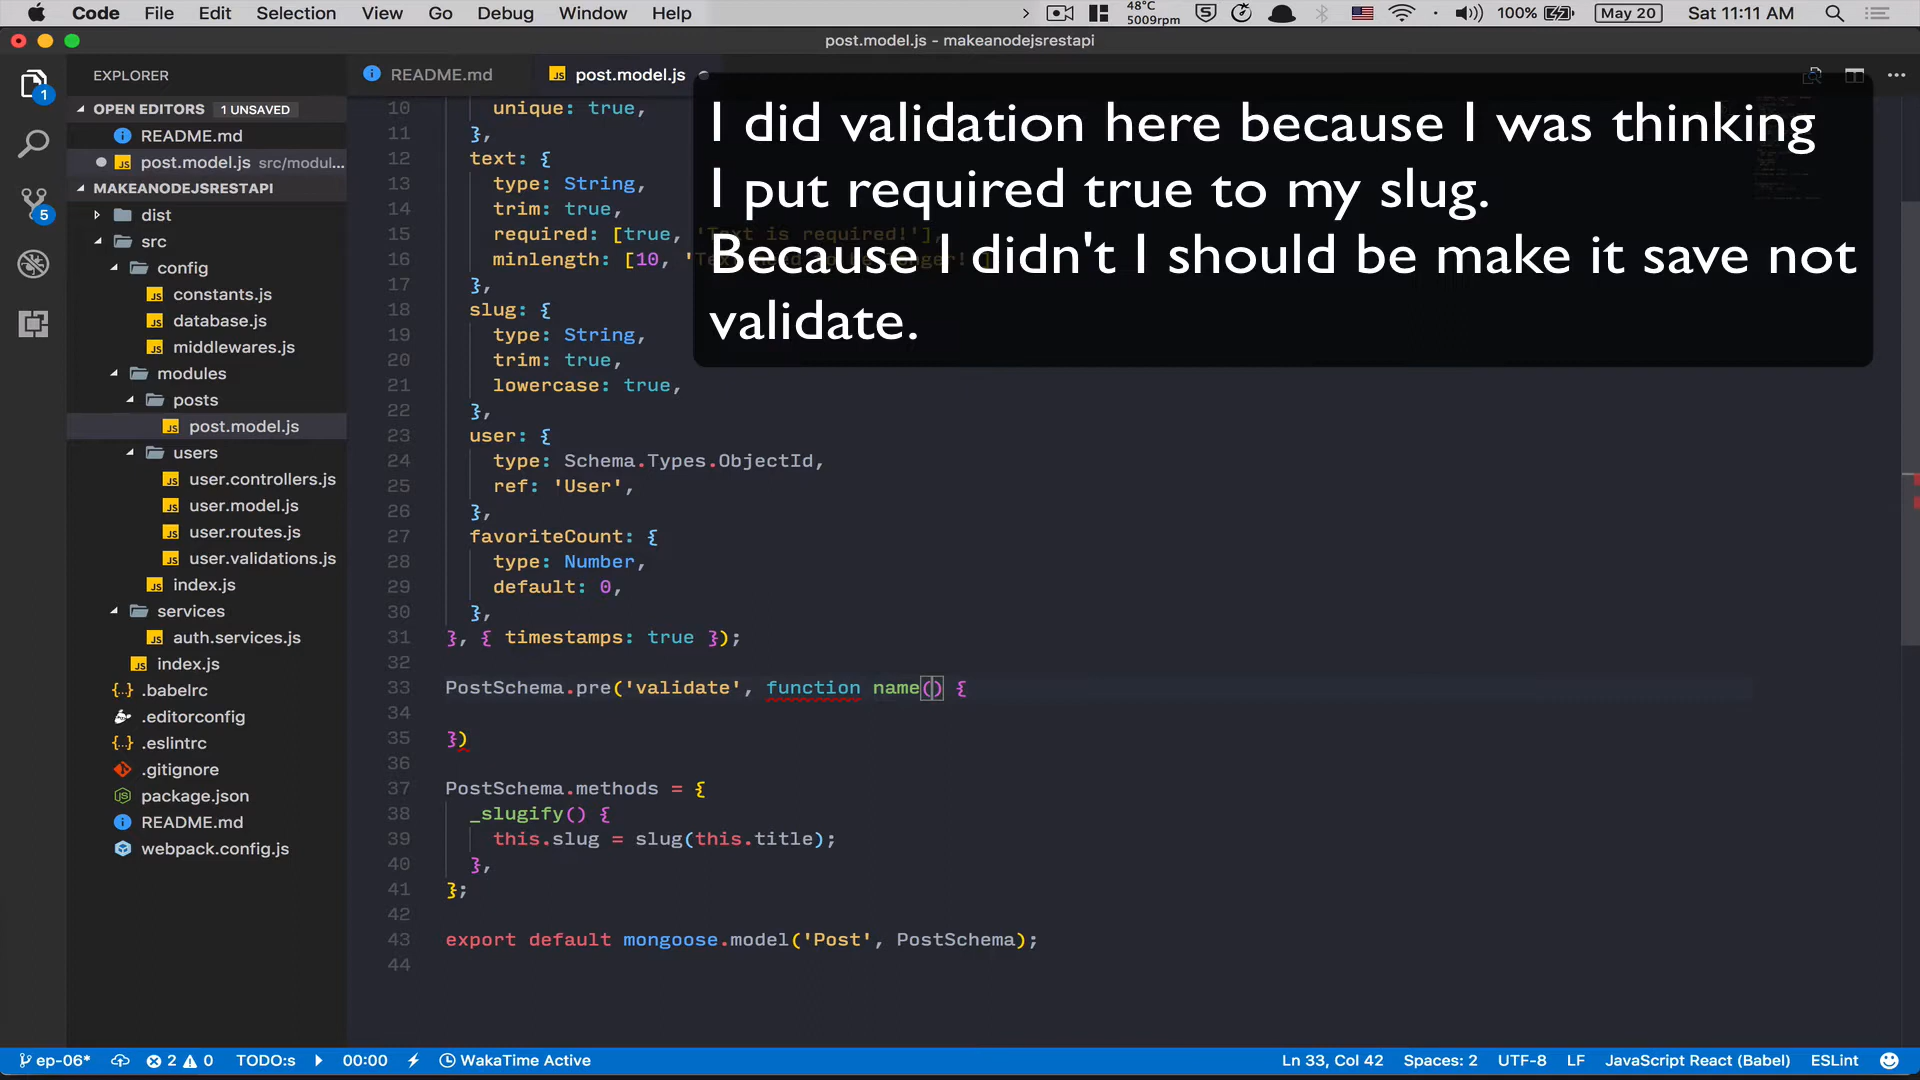 Code File Edit Selection View Go Debug Window Help 48°C 5009rpm 100% May 20 Sat 11:11 AM
post.model.js - makeanodejsrestapi
EXPLORER
OPEN EDITORS 1 UNSAVED
README.md
post.model.js src/modul...
MAKEANODEJSRESTAPI
dist
src
config
constants.js
database.js
middlewares.js
modules
posts
post.model.js
users
user.controllers.js
user.model.js
user.routes.js
user.validations.js
index.js
services
auth.services.js
index.js
.babelrc
.editorconfig
.eslintrc
.gitignore
package.json
README.md
webpack.config.js
1
5
README.md post.model.js
I did validation here because I was thinking
I put required true to my slug.
Because I didn't I should be make it save not
validate.
10 unique: true,
11 },
12 text: {
13 type: String,
14 trim: true,
15 required: [true, 'Text is required!'],
16 minlength: [10,
17 },
18 slug: {
19 type: String,
20 trim: true,
21 lowercase: true,
22 },
23 user: {
24 type: Schema.Types.ObjectId,
25 ref: 'User',
26 },
27 favoriteCount: {
28 type: Number,
29 default: 0,
30 },
31 }, { timestamps: true });
32
33 PostSchema.pre('validate', function name() {
34
35 })
36
37 PostSchema.methods = {
38 _slugify() {
39 this.slug = slug(this.title);
40 },
41 };
42
43 export default mongoose.model('Post', PostSchema);
44
ep-06* 2 0 TODO:s 00:00 WakaTime Active Ln 33, Col 42 Spaces: 2 UTF-8 LF JavaScript React (Babel) ESLint